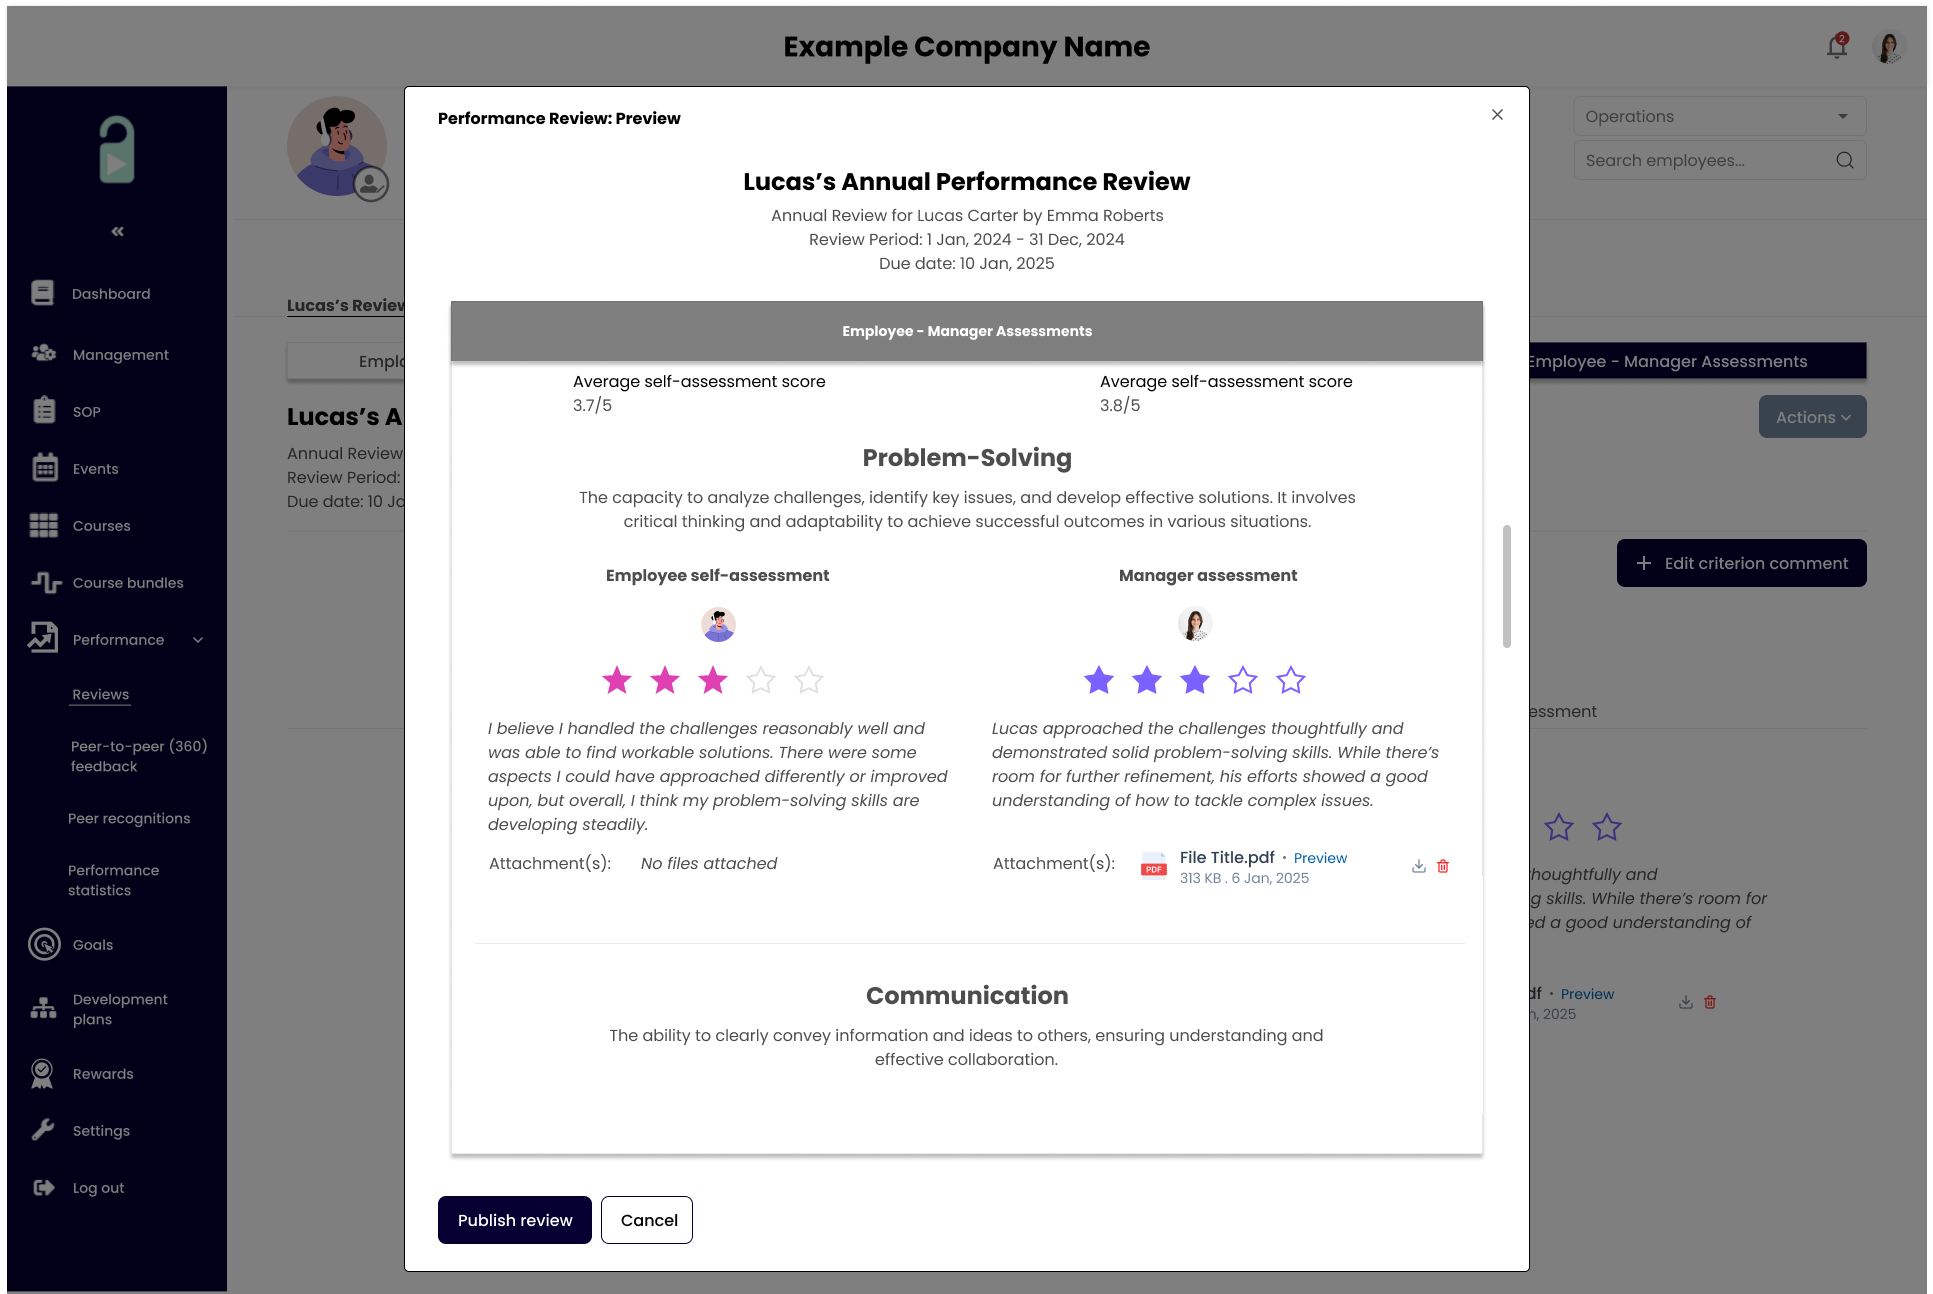 Example Company Name
2
Operations
Search employees...
«
Dashboard
Management
SOP
Events
Courses
Course bundles
Performance
Reviews
Peer-to-peer (360)
feedback
Peer recognitions
Performance
statistics
Goals
Development
plans
Rewards
Settings
Log out
Lucas's Review
Lucas's A
Annual Review
Review Period:
Due date: 10 Ja
Performance Review: Preview
Lucas's Annual Performance Review
Annual Review for Lucas Carter by Emma Roberts
Review Period: 1 Jan, 2024 - 31 Dec, 2024
Due date: 10 Jan, 2025
Employee - Manager Assessments
Average self-assessment score
3.7/5
Average self-assessment score
3.8/5
Problem-Solving
The capacity to analyze challenges, identify key issues, and develop effective solutions. It involves
critical thinking and adaptability to achieve successful outcomes in various situations.
Employee self-assessment
I believe I handled the challenges reasonably well and
was able to find workable solutions. There were some
aspects I could have approached differently or improved
upon, but overall, I think my problem-solving skills are
developing steadily.
Attachment(s): No files attached
Manager assessment
Lucas approached the challenges thoughtfully and
demonstrated solid problem-solving skills. While there's
room for further refinement, his efforts showed a good
understanding of how to tackle complex issues.
Attachment(s): PDF File Title.pdf · Preview
313 KB . 6 Jan, 2025
Communication
The ability to clearly convey information and ideas to others, ensuring understanding and
effective collaboration.
Publish review
Cancel
Employee - Manager Assessments
Actions
+ Edit criterion comment
essment
houghtfully and
g skills. While there's room for
ed a good understanding of
df · Preview
n, 2025